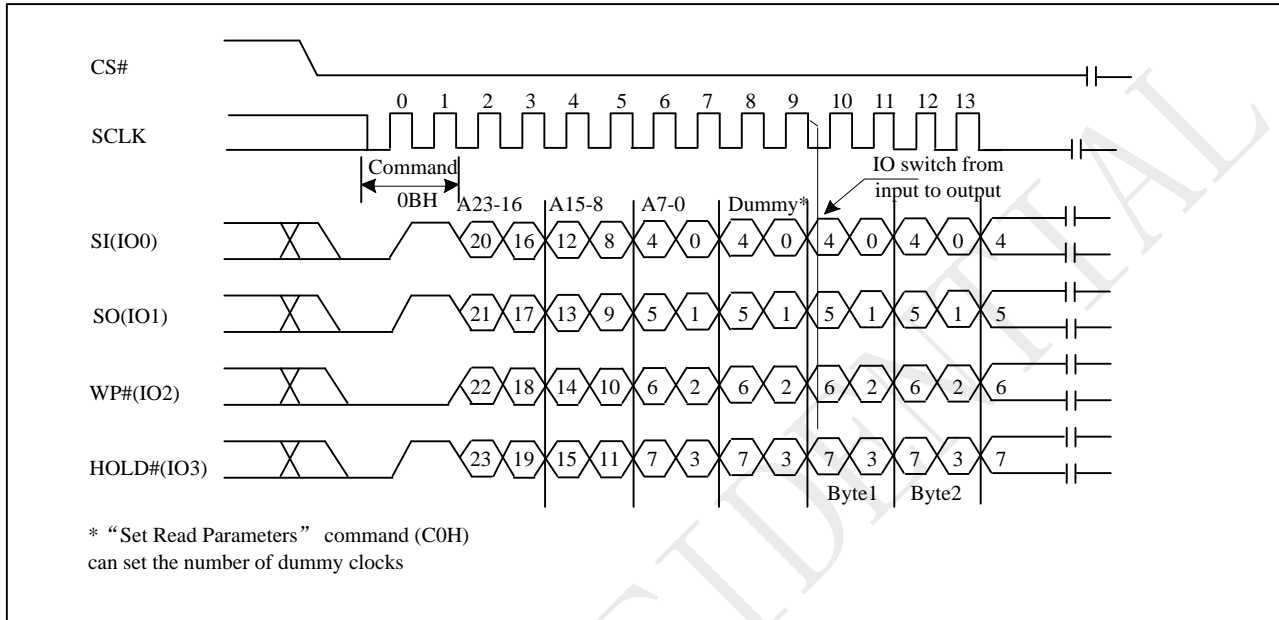 CS#
0 1 2 3 4 5 6 7 8 9 10 11 12 13
SCLK
Command
IO switch from
input to output
0BH
A23-16 A15-8 A7-0 Dummy*
SI(IO0) 20 16 12 8 4 0 4 0 4 0 4 0 4
SO(IO1) 21 17 13 9 5 1 5 1 5 1 5 1 5
WP#(IO2) 22 18 14 10 6 2 6 2 6 2 6 2 6
HOLD#(IO3) 23 19 15 11 7 3 7 3 7 3 7 3 7
Byte1 Byte2
* “Set Read Parameters” command (C0H)
can set the number of dummy clocks